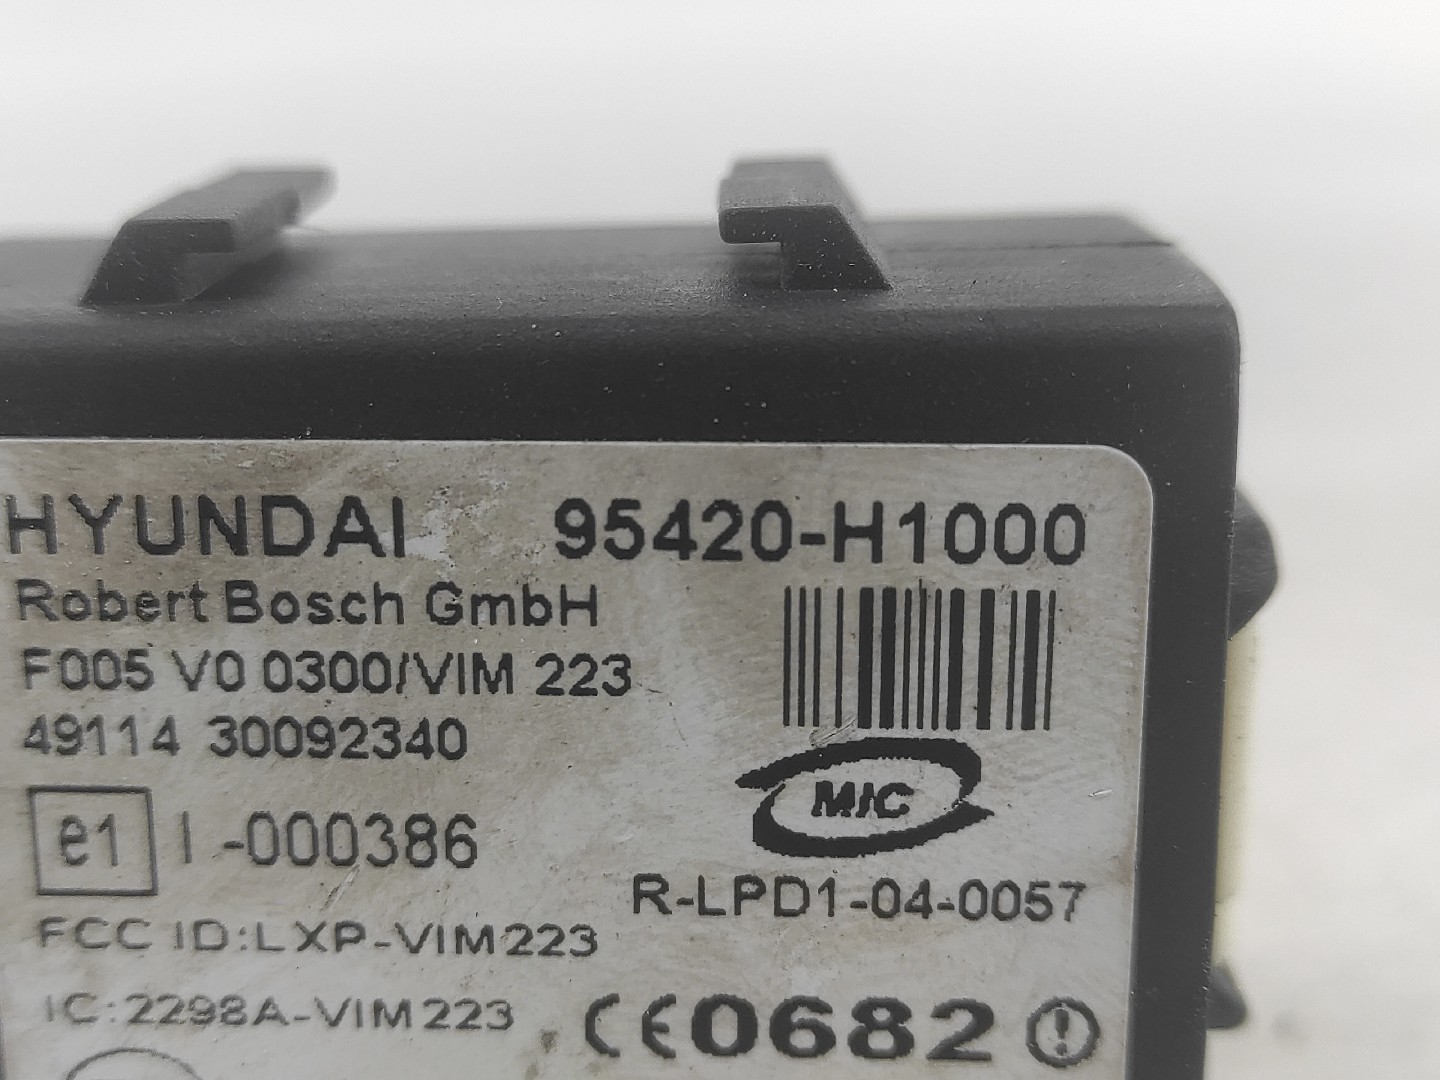 HYUNDAI 95420-H1000
Robert Bosch GmbH
F005 V0 0300/VIM 223
49114 30092340
MIC
e1 I -000386
R-LPD1-04-0057
FCC ID:LXP-VIM223
IC:2298A-VIM223 CE0682